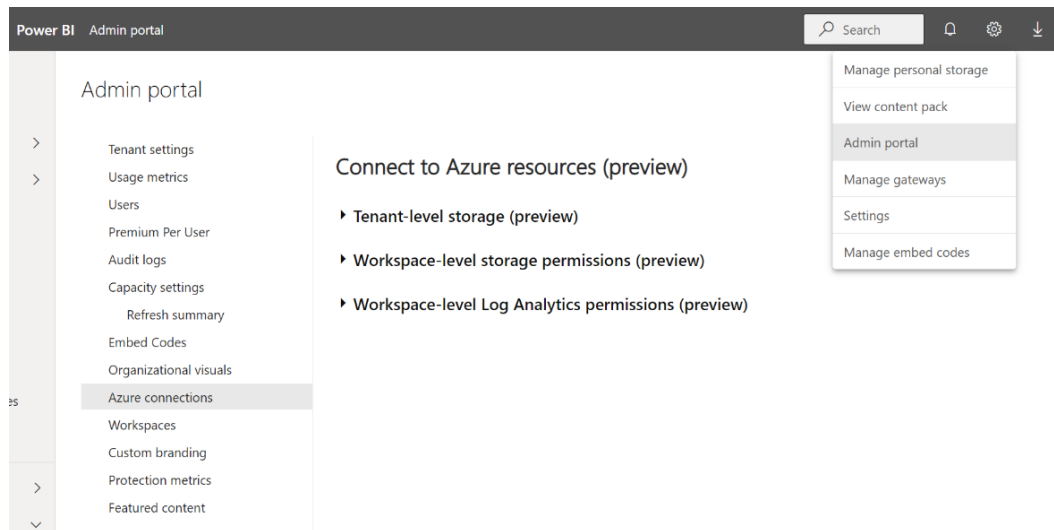 Power BI Admin portal
Search
Manage personal storage
View content pack
Admin portal
Manage gateways
Settings
Manage embed codes
Admin portal
Tenant settings
Usage metrics
Users
Premium Per User
Audit logs
Capacity settings
Refresh summary
Embed Codes
Organizational visuals
Azure connections
Workspaces
Custom branding
Protection metrics
Featured content
Connect to Azure resources (preview)
Tenant-level storage (preview)
Workspace-level storage permissions (preview)
Workspace-level Log Analytics permissions (preview)
es